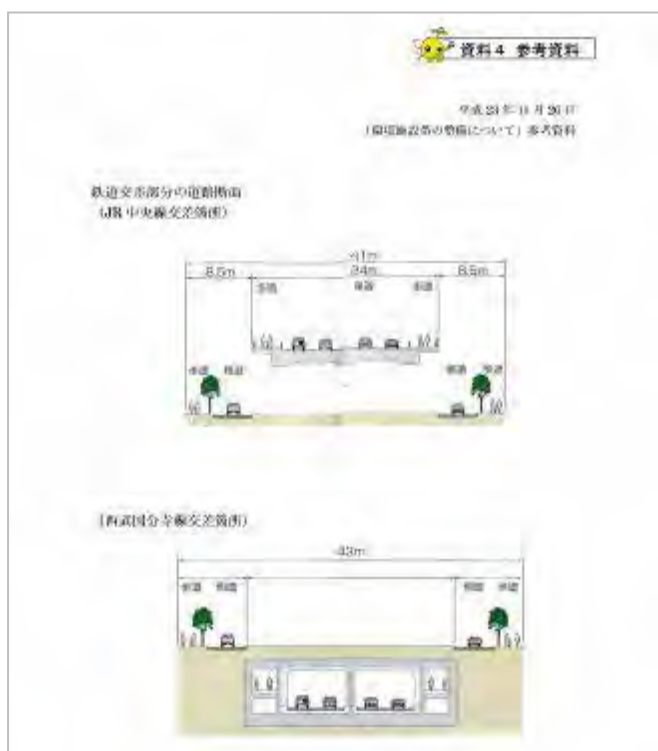 資料4 参考資料
平成23年11月26日
「環境施設帯の整備について」参考資料
鉄道交差部分の道路断面
(JR中央線交差箇所)
41m
8.5m 24m 8.5m
歩道 車道 歩道
歩道 側道 側道 歩道
(西武国分寺線交差箇所)
43m
歩道 側道 側道 歩道